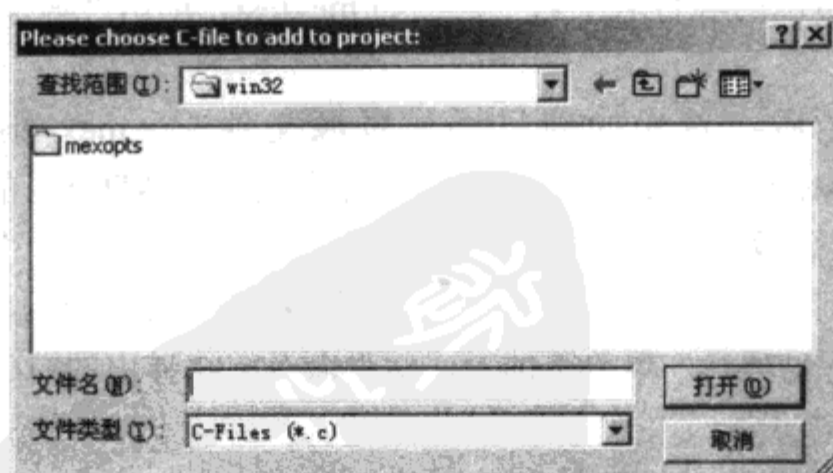 Please choose C-file to add to project:
查找范围(I): win32
mexopts
文件名(N):
打开(O)
文件类型(T): C-Files (*.c)
取消